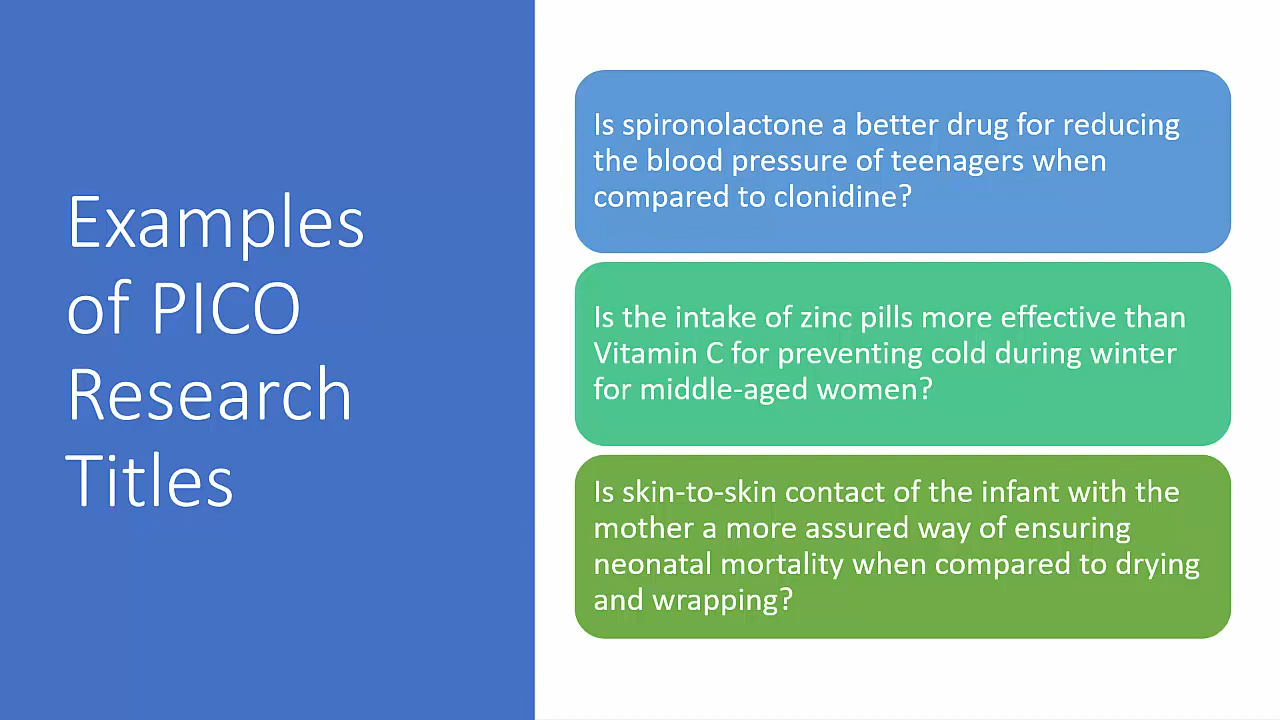 Examples
of PICO
Research
Titles
Is spironolactone a better drug for reducing
the blood pressure of teenagers when
compared to clonidine?
Is the intake of zinc pills more effective than
Vitamin C for preventing cold during winter
for middle-aged women?
Is skin-to-skin contact of the infant with the
mother a more assured way of ensuring
neonatal mortality when compared to drying
and wrapping?